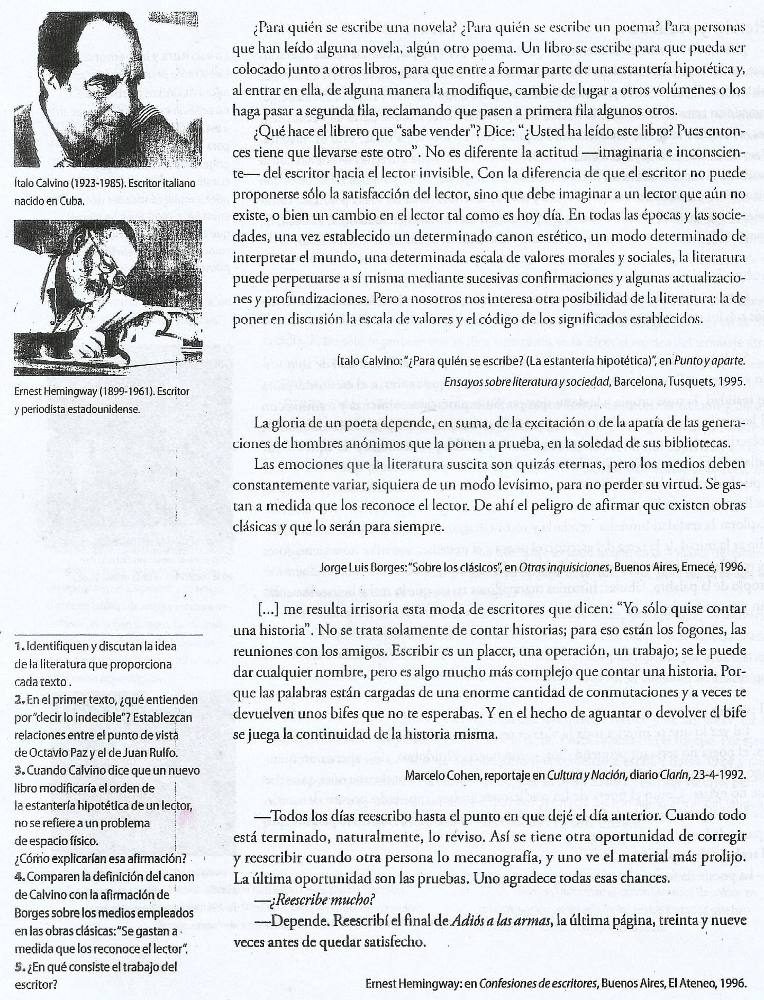 Ítalo Calvino (1923-1985). Escritor italiano
nacido en Cuba.
Ernest Hemingway (1899-1961). Escritor
y periodista estadounidense.
1. Identifiquen y discutan la idea
de la literatura que proporciona
cada texto.
2. En el primer texto, ¿qué entienden
por "decir lo indecible"? Establezcan
relaciones entre el punto de vista
de Octavio Paz y el de Juan Rulfo.
3. Cuando Calvino dice que un nuevo
libro modificaría el orden de
la estantería hipotética de un lector,
no se refiere a un problema
de espacio físico.
¿Cómo explicarían esa afirmación?
4. Comparen la definición del canon
de Calvino con la afirmación de
Borges sobre los medios empleados
en las obras clásicas: "Se gastan a
medida que los reconoce el lector".
5. ¿En qué consiste el trabajo del
escritor?
¿Para quién se escribe una novela? ¿Para quién se escribe un poema? Para personas
que han leído alguna novela, algún otro poema. Un libro se escribe para que pueda ser
colocado junto a otros libros, para que entre a formar parte de una estantería hipotética y,
al entrar en ella, de alguna manera la modifique, cambie de lugar a otros volúmenes o los
haga pasar a segunda fila, reclamando que pasen a primera fila algunos otros.
¿Qué hace el librero que "sabe vender"? Dice: "¿Usted ha leído este libro? Pues enton-
ces tiene que llevarse este otro". No es diferente la actitud —imaginaria e inconscien-
te— del escritor hacia el lector invisible. Con la diferencia de que el escritor no puede
proponerse sólo la satisfacción del lector, sino que debe imaginar a un lector que aún no
existe, o bien un cambio en el lector tal como es hoy día. En todas las épocas y las socie-
dades, una vez establecido un determinado canon estético, un modo determinado de
interpretar el mundo, una determinada escala de valores morales y sociales, la literatura
puede perpetuarse a sí misma mediante sucesivas confirmaciones y algunas actualizacio-
nes y profundizaciones. Pero a nosotros nos interesa otra posibilidad de la literatura: la de
poner en discusión la escala de valores y el código de los significados establecidos.
Ítalo Calvino: "¿Para quién se escribe? (La estantería hipotética)", en Punto y aparte.
Ensayos sobre literatura y sociedad, Barcelona, Tusquets, 1995.
La gloria de un poeta depende, en suma, de la excitación o de la apatía de las genera-
ciones de hombres anónimos que la ponen a prueba, en la soledad de sus bibliotecas.
Las emociones que la literatura suscita son quizás eternas, pero los medios deben
constantemente variar, siquiera de un modo levísimo, para no perder su virtud. Se gas-
tan a medida que los reconoce el lector. De ahí el peligro de afirmar que existen obras
clásicas y que lo serán para siempre.
Jorge Luis Borges: "Sobre los clásicos", en Otras inquisiciones, Buenos Aires, Emecé, 1996.
[...] me resulta irrisoria esta moda de escritores que dicen: "Yo sólo quise contar
una historia". No se trata solamente de contar historias; para eso están los fogones, las
reuniones con los amigos. Escribir es un placer, una operación, un trabajo; se le puede
dar cualquier nombre, pero es algo mucho más complejo que contar una historia. Por-
que las palabras están cargadas de una enorme cantidad de conmutaciones y a veces te
devuelven unos bifes que no te esperabas. Y en el hecho de aguantar o devolver el bife
se juega la continuidad de la historia misma.
Marcelo Cohen, reportaje en Cultura y Nación, diario Clarín, 23-4-1992.
—Todos los días reescribo hasta el punto en que dejé el día anterior. Cuando todo
está terminado, naturalmente, lo reviso. Así se tiene otra oportunidad de corregir
y reescribir cuando otra persona lo mecanografía, y uno ve el material más prolijo.
La última oportunidad son las pruebas. Uno agradece todas esas chances.
—¿Reescribe mucho?
—Depende. Reescribí el final de Adiós a las armas, la última página, treinta y nueve
veces antes de quedar satisfecho.
Ernest Hemingway: en Confesiones de escritores, Buenos Aires, El Ateneo, 1996.